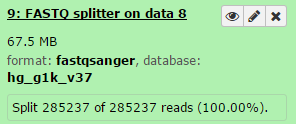 9: FASTQ splitter on data 8
67.5 MB
format: fastqsanger, database:
hg_g1k_v37
Split 285237 of 285237 reads (100.00%).